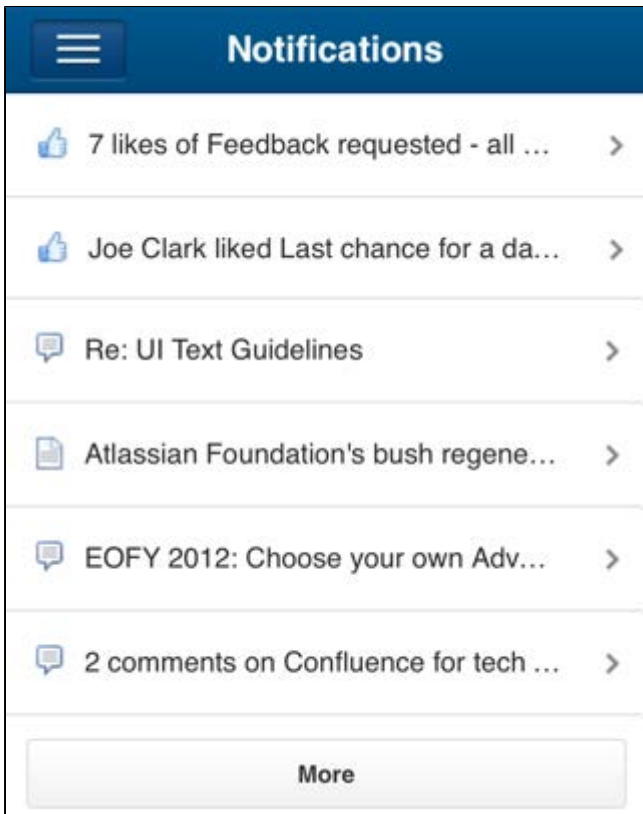 Notifications
7 likes of Feedback requested - all ...
Joe Clark liked Last chance for a da...
Re: UI Text Guidelines
Atlassian Foundation's bush regene...
EOFY 2012: Choose your own Adv...
2 comments on Confluence for tech ...
More